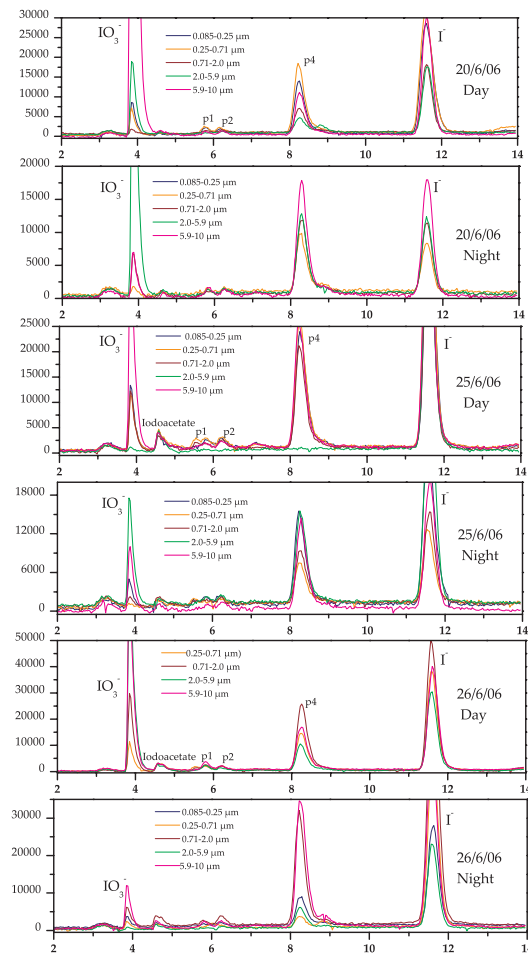 30000
25000
20000
15000
10000
5000
0
IO3-
0.085-0.25 µm
0.25-0.71 µm
0.71-2.0 µm
2.0-5.9 µm
5.9-10 µm
p1
p2
p4
I-
20/6/06
Day
2 4 6 8 10 12 14
20000
15000
10000
5000
0
IO3-
0.085-0.25 µm
0.25-0.71 µm
0.71-2.0 µm
2.0-5.9 µm
5.9-10 µm
I-
20/6/06
Night
2 4 6 8 10 12 14
25000
20000
15000
10000
5000
0
IO3-
0.085-0.25 µm
0.25-0.71 µm
0.71-2.0 µm
2.0-5.9 µm
5.9-10 µm
Iodoacetate
p1
p2
p4
I-
25/6/06
Day
2 4 6 8 10 12 14
18000
12000
6000
0
IO3-
0.085-0.25 µm
0.25-0.71 µm
0.71-2.0 µm
2.0-5.9 µm
5.9-10 µm
I-
25/6/06
Night
2 4 6 8 10 12 14
50000
40000
30000
20000
10000
0
IO3-
0.25-0.71 µm)
0.71-2.0 µm
2.0-5.9 µm
5.9-10 µm
Iodoacetate
p1
p2
p4
I-
26/6/06
Day
2 4 6 8 10 12 14
30000
20000
10000
0
IO3-
0.085-0.25 µm
0.25-0.71 µm
0.71-2.0 µm
2.0-5.9 µm
5.9-10 µm
I-
26/6/06
Night
2 4 6 8 10 12 14